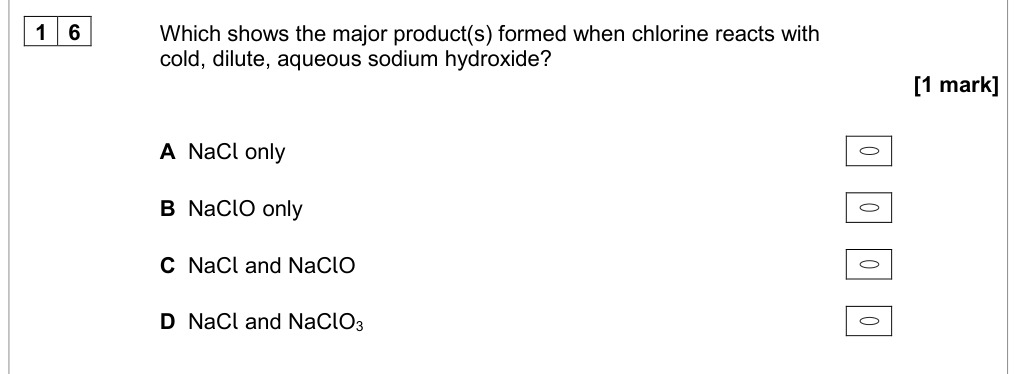 1 6 Which shows the major product(s) formed when chlorine reacts with
cold, dilute, aqueous sodium hydroxide?
[1 mark]
A NaCl only
B NaClO only
C NaCl and NaClO
D NaCl and NaClO₃